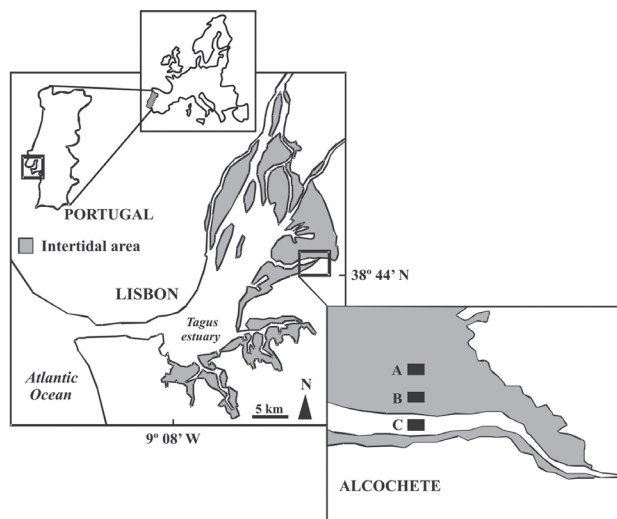 PORTUGAL
Intertidal area
38º 44’ N
LISBON
Tagus
estuary
Atlantic
Ocean
N
5 km
9º 08’ W
A
B
C
ALCOCHETE